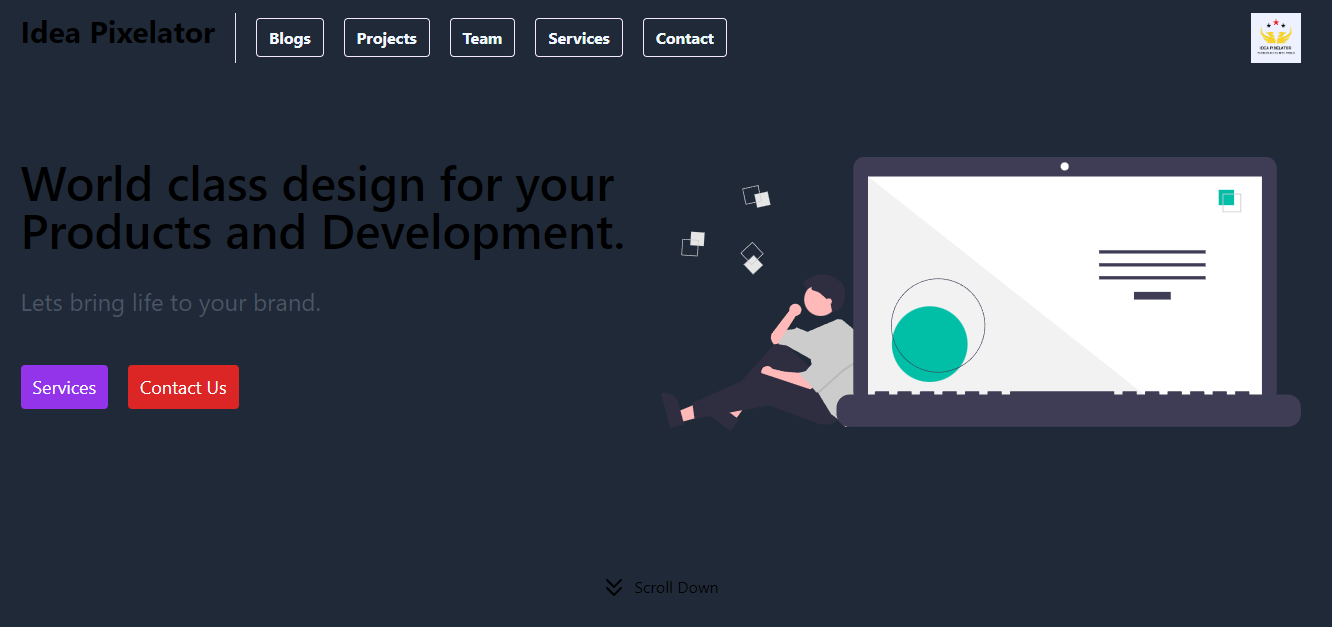 Idea Pixelator
Blogs
Projects
Team
Services
Contact
IDEA PIXELATOR
World class design for your
Products and Development.
Lets bring life to your brand.
Services
Contact Us
Scroll Down